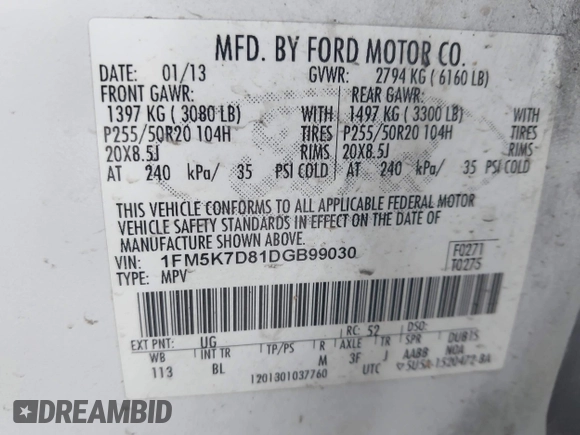 MFD. BY FORD MOTOR CO.
DATE: 01/13 GVWR: 2794 KG ( 6160 LB)
FRONT GAWR: REAR GAWR:
1397 KG ( 3080 LB) WITH 1497 KG ( 3300 LB) WITH
P255/50R20 104H TIRES P255/50R20 104H TIRES
20X8.5J RIMS 20X8.5J RIMS
AT 240 kPa/ 35 PSI COLD AT 240 kPa/ 35 PSI COLD
THIS VEHICLE CONFORMS TO ALL APPLICABLE FEDERAL MOTOR
VEHICLE SAFETY STANDARDS IN EFFECT ON THE DATE OF
MANUFACTURE SHOWN ABOVE.
VIN: 1FM5K7D81DGB99030 F0271
TYPE: MPV T0275
EXT PNT: UG RC: 52 DSO:
WB INT TR TP/PS R AXLE TR SPR DUBTS
113 BL M 3F J AABB NOA
1201301037760 UTC 5USA-1520472-BA
DREAMBID